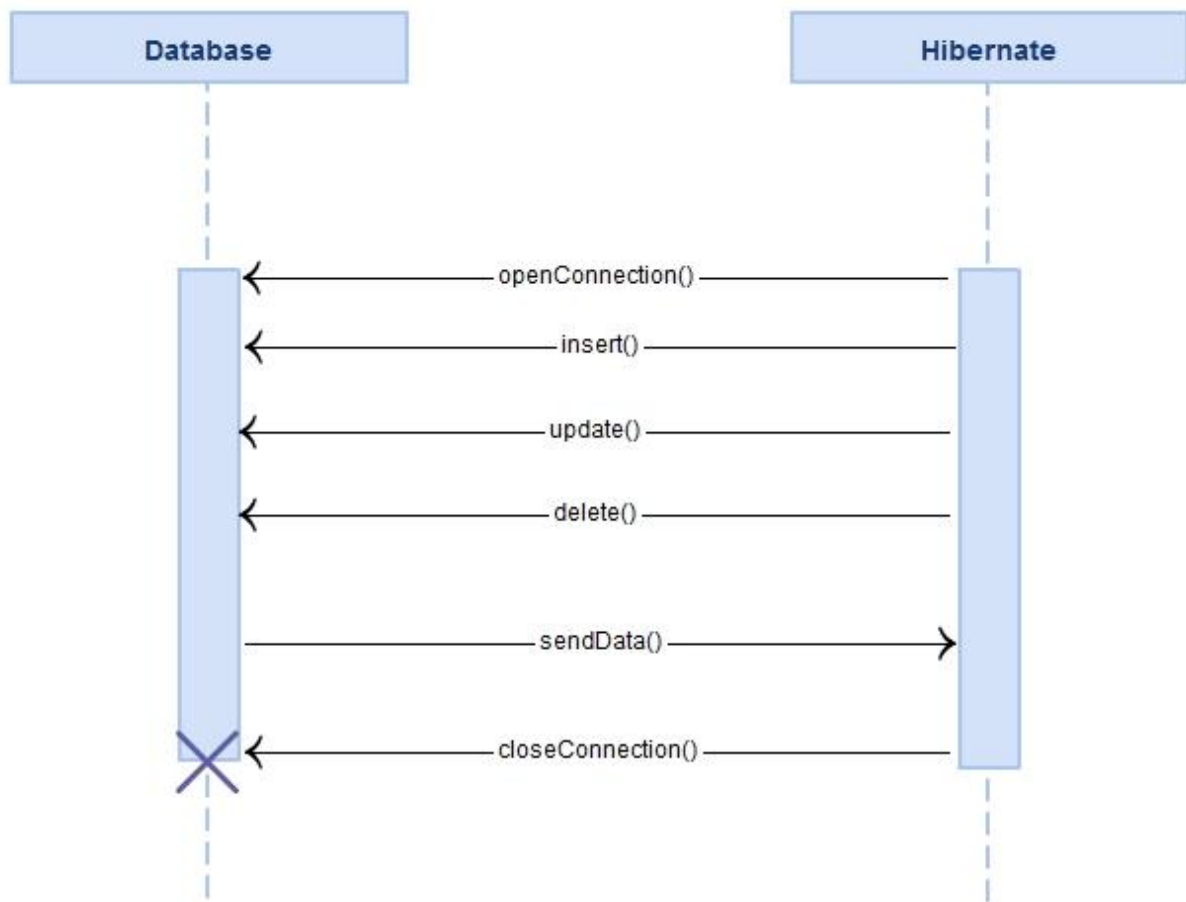 Database
Hibernate
openConnection()
insert()
update()
delete()
sendData()
closeConnection()